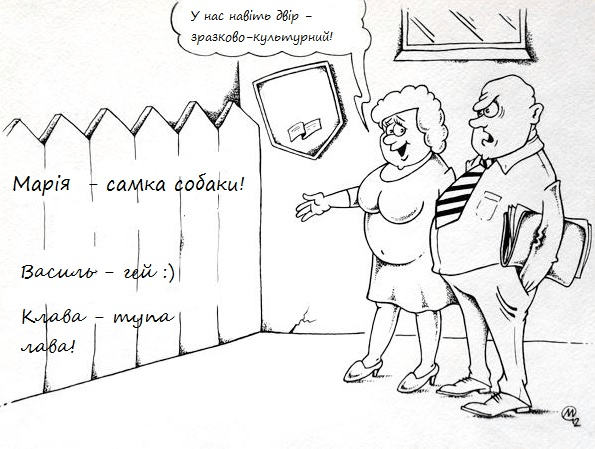 У нас навіть двір –
зразково-культурний!
Марія - самка собаки!
Василь – гей :)
Клава – тупа
лава!